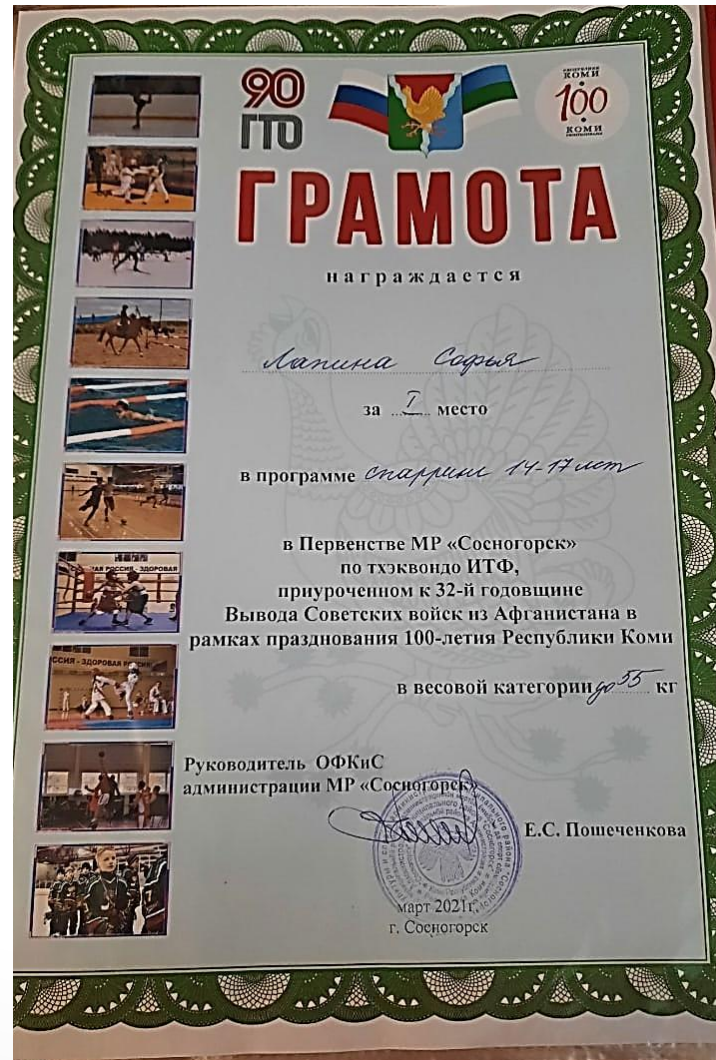 90
ГТО
РЕСПУБЛИКА
КОМИ
100
КОМИ
ГРАМОТА
награждается
Лапина Софья
за I место
в программе спарринг 14-17 лет
в Первенстве МР «Сосногорск»
по тхэквондо ИТФ,
приуроченном к 32-й годовщине
Вывода Советских войск из Афганистана в
рамках празднования 100-летия Республики Коми
в весовой категории до 55 кг
Руководитель ОФКиС
администрации МР «Сосногорск»
Е.С. Пошеченкова
март 2021г.
г. Сосногорск